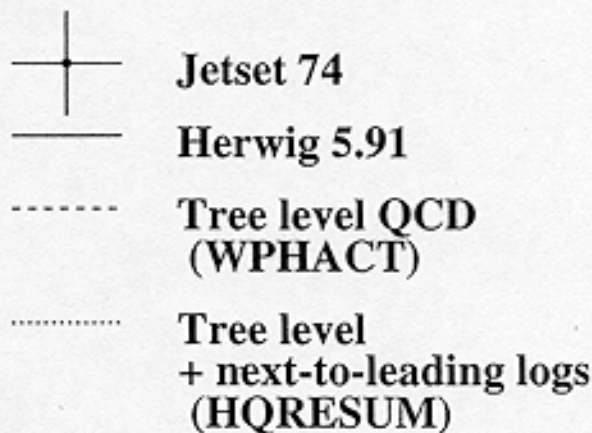 Jetset 74
Herwig 5.91
Tree level QCD
(WPHACT)
Tree level
+ next-to-leading logs
(HQRESUM)